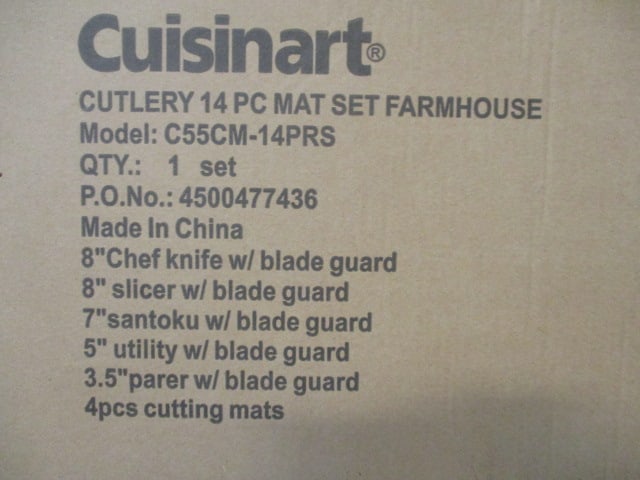 Cuisinart®
CUTLERY 14 PC MAT SET FARMHOUSE
Model: C55CM-14PRS
QTY.: 1 set
P.O.No.: 4500477436
Made In China
8"Chef knife w/ blade guard
8" slicer w/ blade guard
7"santoku w/ blade guard
5" utility w/ blade guard
3.5"parer w/ blade guard
4pcs cutting mats